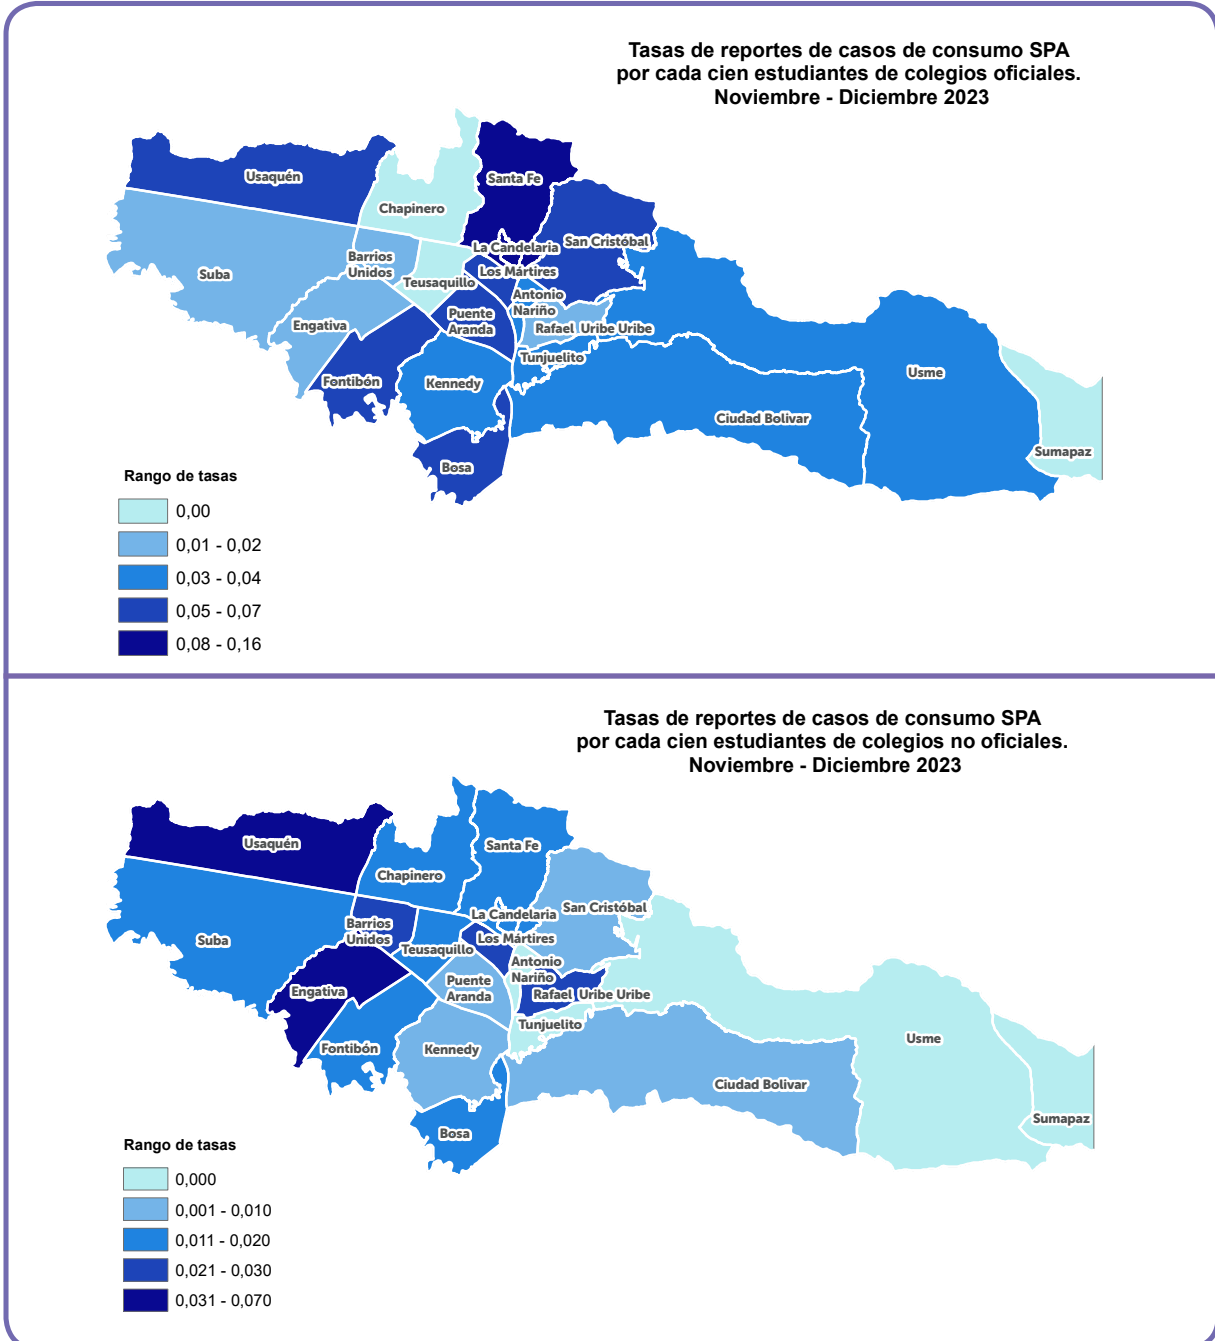 Tasas de reportes de casos de consumo SPA
por cada cien estudiantes de colegios oficiales.
Noviembre - Diciembre 2023
Usaquén
Santa Fe
Chapinero
San Cristóbal
La Candelaria
Barrios
Unidos
Suba
Los Mártires
Teusaquillo
Antonio
Nariño
Puente
Aranda
Engativa
Rafael Uribe Uribe
Tunjuelito
Usme
Fontibón
Kennedy
Ciudad Bolivar
Sumapaz
Bosa
Rango de tasas
0,00
0,01 - 0,02
0,03 - 0,04
0,05 - 0,07
0,08 - 0,16
Tasas de reportes de casos de consumo SPA
por cada cien estudiantes de colegios no oficiales.
Noviembre - Diciembre 2023
Usaquén
Santa Fe
Chapinero
San Cristóbal
La Candelaria
Barrios
Unidos
Suba
Los Mártires
Teusaquillo
Antonio
Nariño
Puente
Aranda
Engativa
Rafael Uribe Uribe
Tunjuelito
Usme
Fontibón
Kennedy
Ciudad Bolivar
Sumapaz
Bosa
Rango de tasas
0,000
0,001 - 0,010
0,011 - 0,020
0,021 - 0,030
0,031 - 0,070